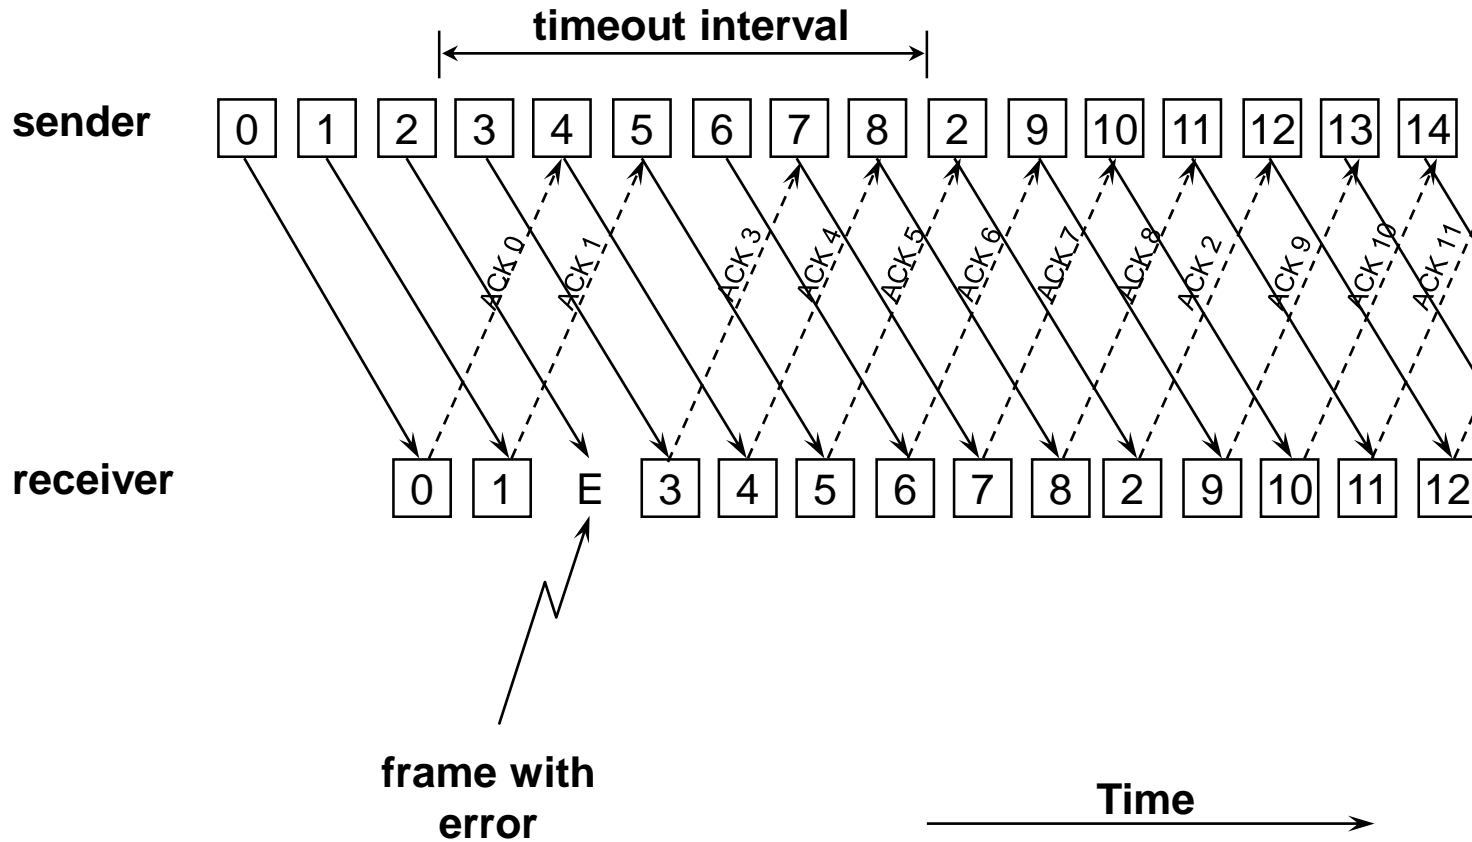 timeout interval
sender 0 1 2 3 4 5 6 7 8 2 9 10 11 12 13 14
ACK 0 ACK 1 ACK 3 ACK 4 ACK 5 ACK 6 ACK 7 ACK 8 ACK 2 ACK 9 ACK 10 ACK 11
receiver 0 1 E 3 4 5 6 7 8 2 9 10 11 12
frame with
error
Time